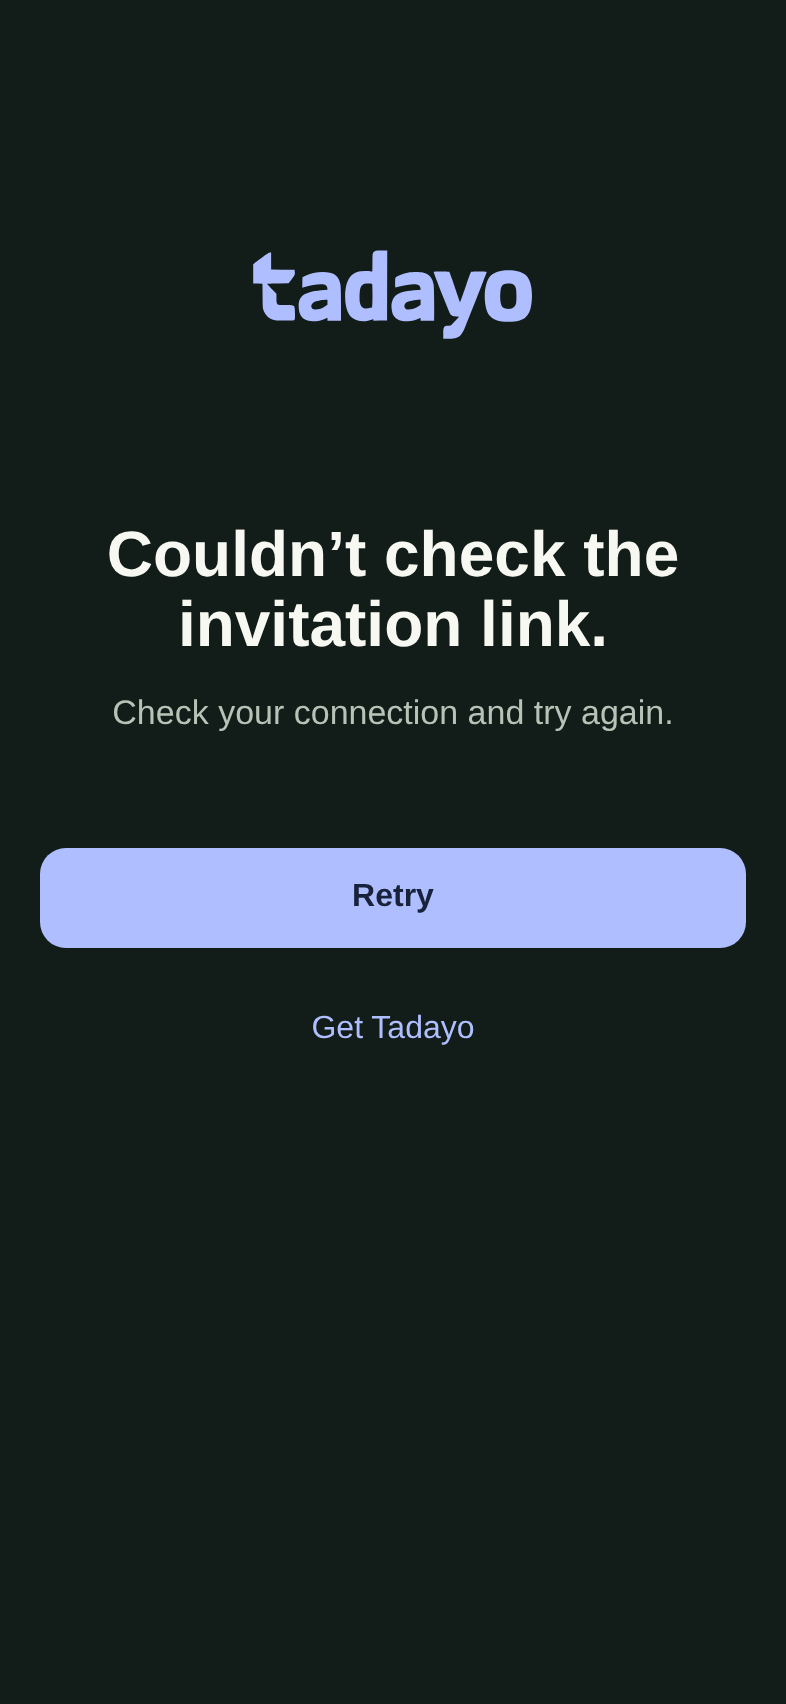 tadayo
Couldn’t check the
invitation link.
Check your connection and try again.
Retry
Get Tadayo